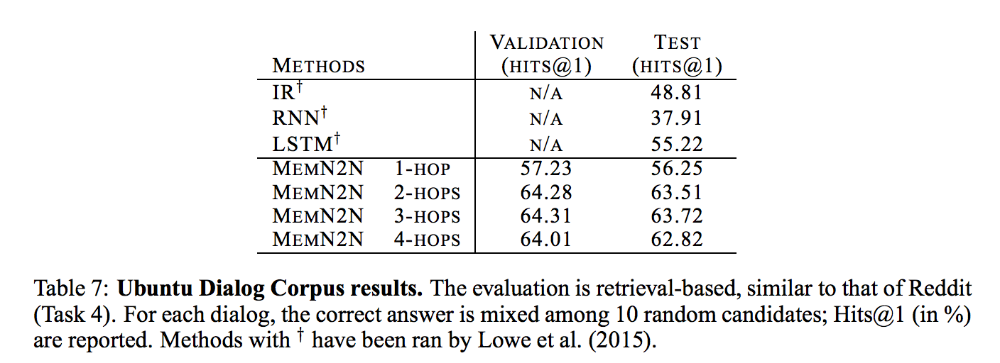 VALIDATION TEST
METHODS (HITS@1) (HITS@1)
IR† N/A 48.81
RNN† N/A 37.91
LSTM† N/A 55.22
MEMN2N 1-HOP 57.23 56.25
MEMN2N 2-HOPS 64.28 63.51
MEMN2N 3-HOPS 64.31 63.72
MEMN2N 4-HOPS 64.01 62.82
Table 7: Ubuntu Dialog Corpus results. The evaluation is retrieval-based, similar to that of Reddit
(Task 4). For each dialog, the correct answer is mixed among 10 random candidates; Hits@1 (in %)
are reported. Methods with † have been ran by Lowe et al. (2015).